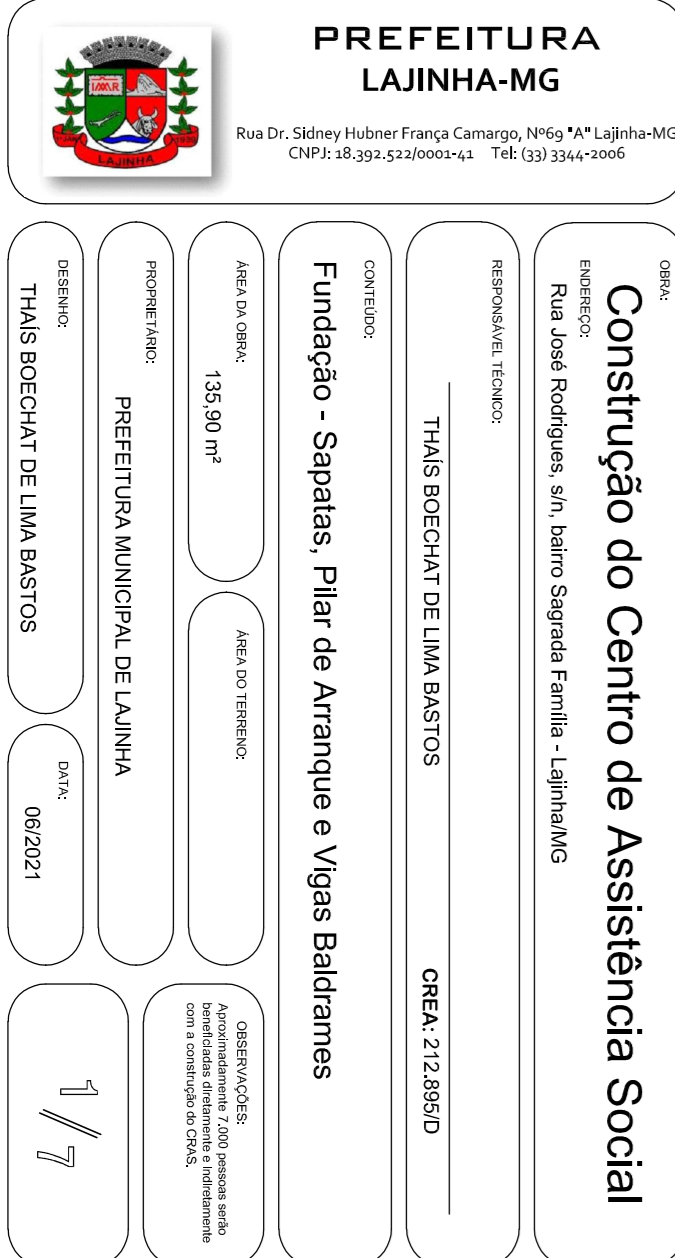 PREFEITURA
LAJINHA-MG
Rua Dr. Sidney Hubner França Camargo, Nº69 "A" Lajinha-MG
CNPJ: 18.392.522/0001-41 Tel: (33) 3344-2006
LAJINHA
OBRA:
Construção do Centro de Assistência Social
ENDEREÇO:
Rua José Rodrigues, s/n, bairro Sagrada Família - Lajinha/MG
RESPONSÁVEL TÉCNICO:
THAÍS BOECHAT DE LIMA BASTOS CREA: 212.895/D
CONTEÚDO:
Fundação - Sapatas, Pilar de Arranque e Vigas Baldrames
ÁREA DA OBRA:
135,90 m²
ÁREA DO TERRENO:
OBSERVAÇÕES:
Aproximadamente 7.000 pessoas serão
beneficiadas diretamente e indiretamente
com a construção do CRAS.
PROPRIETÁRIO:
PREFEITURA MUNICIPAL DE LAJINHA
DESENHO:
THAÍS BOECHAT DE LIMA BASTOS
DATA:
06/2021
1/7